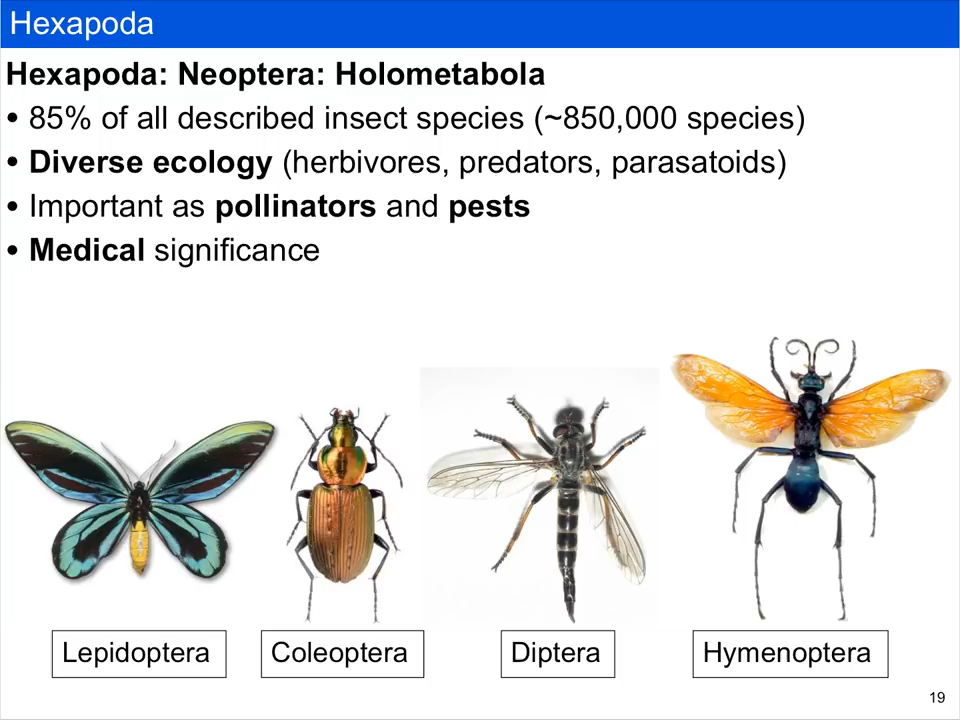 Hexapoda
Hexapoda: Neoptera: Holometabola
• 85% of all described insect species (~850,000 species)
• Diverse ecology (herbivores, predators, parasatoids)
• Important as pollinators and pests
• Medical significance
Lepidoptera
Coleoptera
Diptera
Hymenoptera
19